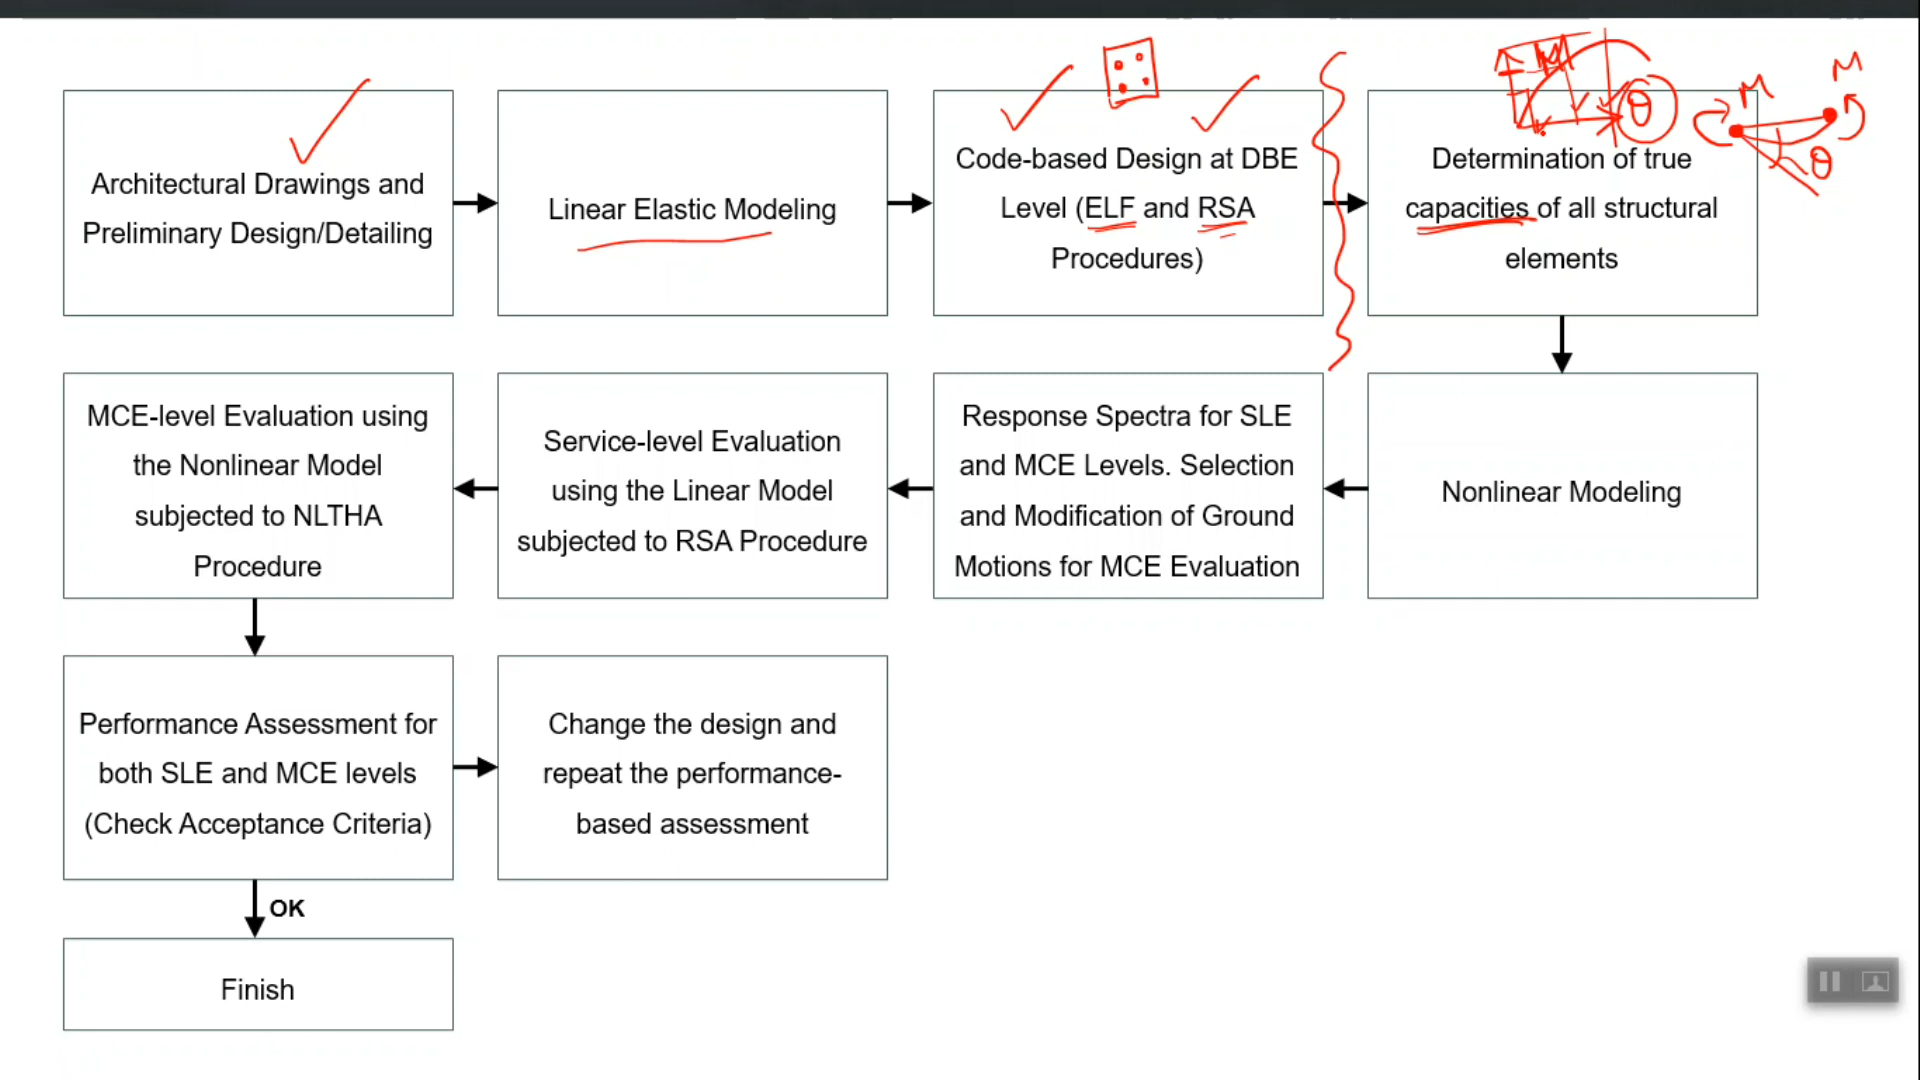 Architectural Drawings and
Preliminary Design/Detailing
Linear Elastic Modeling
Code-based Design at DBE
Level (ELF and RSA
Procedures)
M
θ
M
M
θ
Determination of true
capacities of all structural
elements
MCE-level Evaluation using
the Nonlinear Model
subjected to NLTHA
Procedure
Service-level Evaluation
using the Linear Model
subjected to RSA Procedure
Response Spectra for SLE
and MCE Levels. Selection
and Modification of Ground
Motions for MCE Evaluation
Nonlinear Modeling
Performance Assessment for
both SLE and MCE levels
(Check Acceptance Criteria)
Change the design and
repeat the performance-
based assessment
OK
Finish